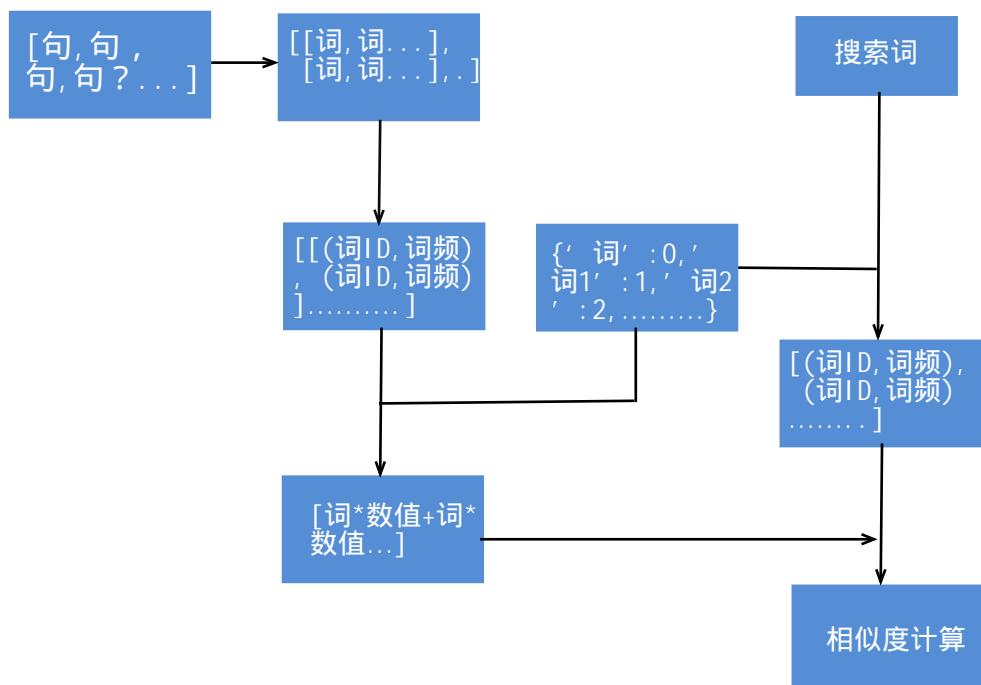 [句,句，
句,句？...]
[[词,词...],
[词,词...],.]
搜索词
[[(词ID,词频)
, (词ID,词频)
]..........]
{‘词’:0,’
词1’:1,’词2
’:2,.........}
[(词ID,词频),
(词ID,词频)
........]
[词*数值+词*
数值...]
相似度计算